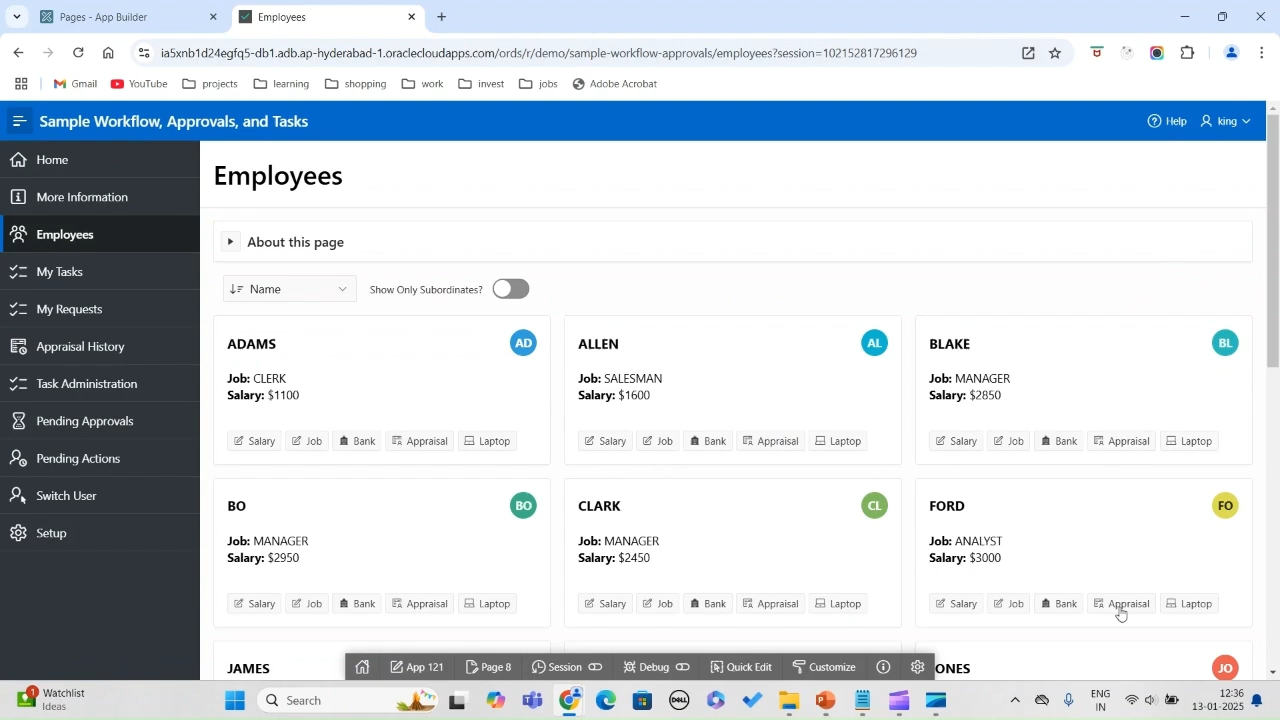 Pages - App Builder
Employees
ia5xnb1d24egfq5-db1.adb.ap-hyderabad-1.oraclecloudapps.com/ords/r/demo/sample-workflow-approvals/employees?session=102152817296129
Gmail YouTube projects learning shopping work invest jobs Adobe Acrobat
Sample Workflow, Approvals, and Tasks
Help king
Home
More Information
Employees
My Tasks
My Requests
Appraisal History
Task Administration
Pending Approvals
Pending Actions
Switch User
Setup
Employees
About this page
Name Show Only Subordinates?
ADAMS AD
Job: CLERK
Salary: $1100
Salary Job Bank Appraisal Laptop
ALLEN AL
Job: SALESMAN
Salary: $1600
Salary Job Bank Appraisal Laptop
BLAKE BL
Job: MANAGER
Salary: $2850
Salary Job Bank Appraisal Laptop
BO BO
Job: MANAGER
Salary: $2950
Salary Job Bank Appraisal Laptop
CLARK CL
Job: MANAGER
Salary: $2450
Salary Job Bank Appraisal Laptop
FORD FO
Job: ANALYST
Salary: $3000
Salary Job Bank Appraisal Laptop
JAMES
ONES JO
App 121 Page 8 Session Debug Quick Edit Customize
1 Watchlist
Ideas
Search
DELL
ENG
IN
12:36
13-01-2025